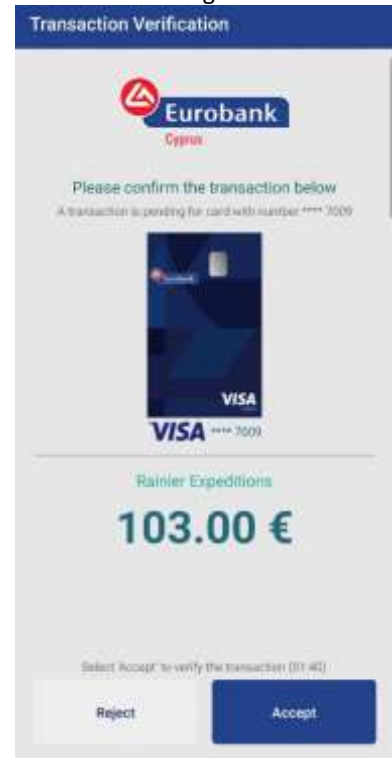 Transaction Verification
Eurobank
Cyprus
Please confirm the transaction below
A transaction is pending for card with number **** 7009
Eurobank
VISA
VISA **** 7009
Rainier Expeditions
103.00 €
Select 'Accept' to verify the transaction (01:40)
Reject
Accept